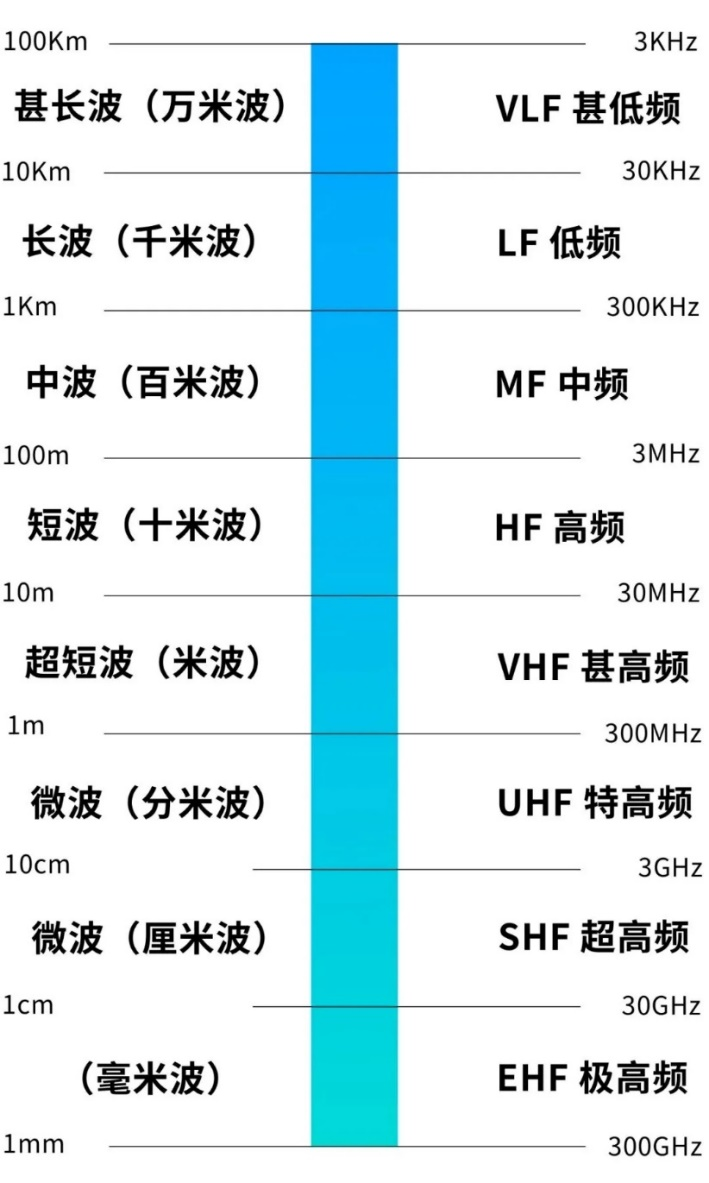 100Km 3KHz
甚长波（万米波） VLF 甚低频
10Km 30KHz
长波（千米波） LF 低频
1Km 300KHz
中波（百米波） MF 中频
100m 3MHz
短波（十米波） HF 高频
10m 30MHz
超短波（米波） VHF 甚高频
1m 300MHz
微波（分米波） UHF 特高频
10cm 3GHz
微波（厘米波） SHF 超高频
1cm 30GHz
（毫米波） EHF 极高频
1mm 300GHz